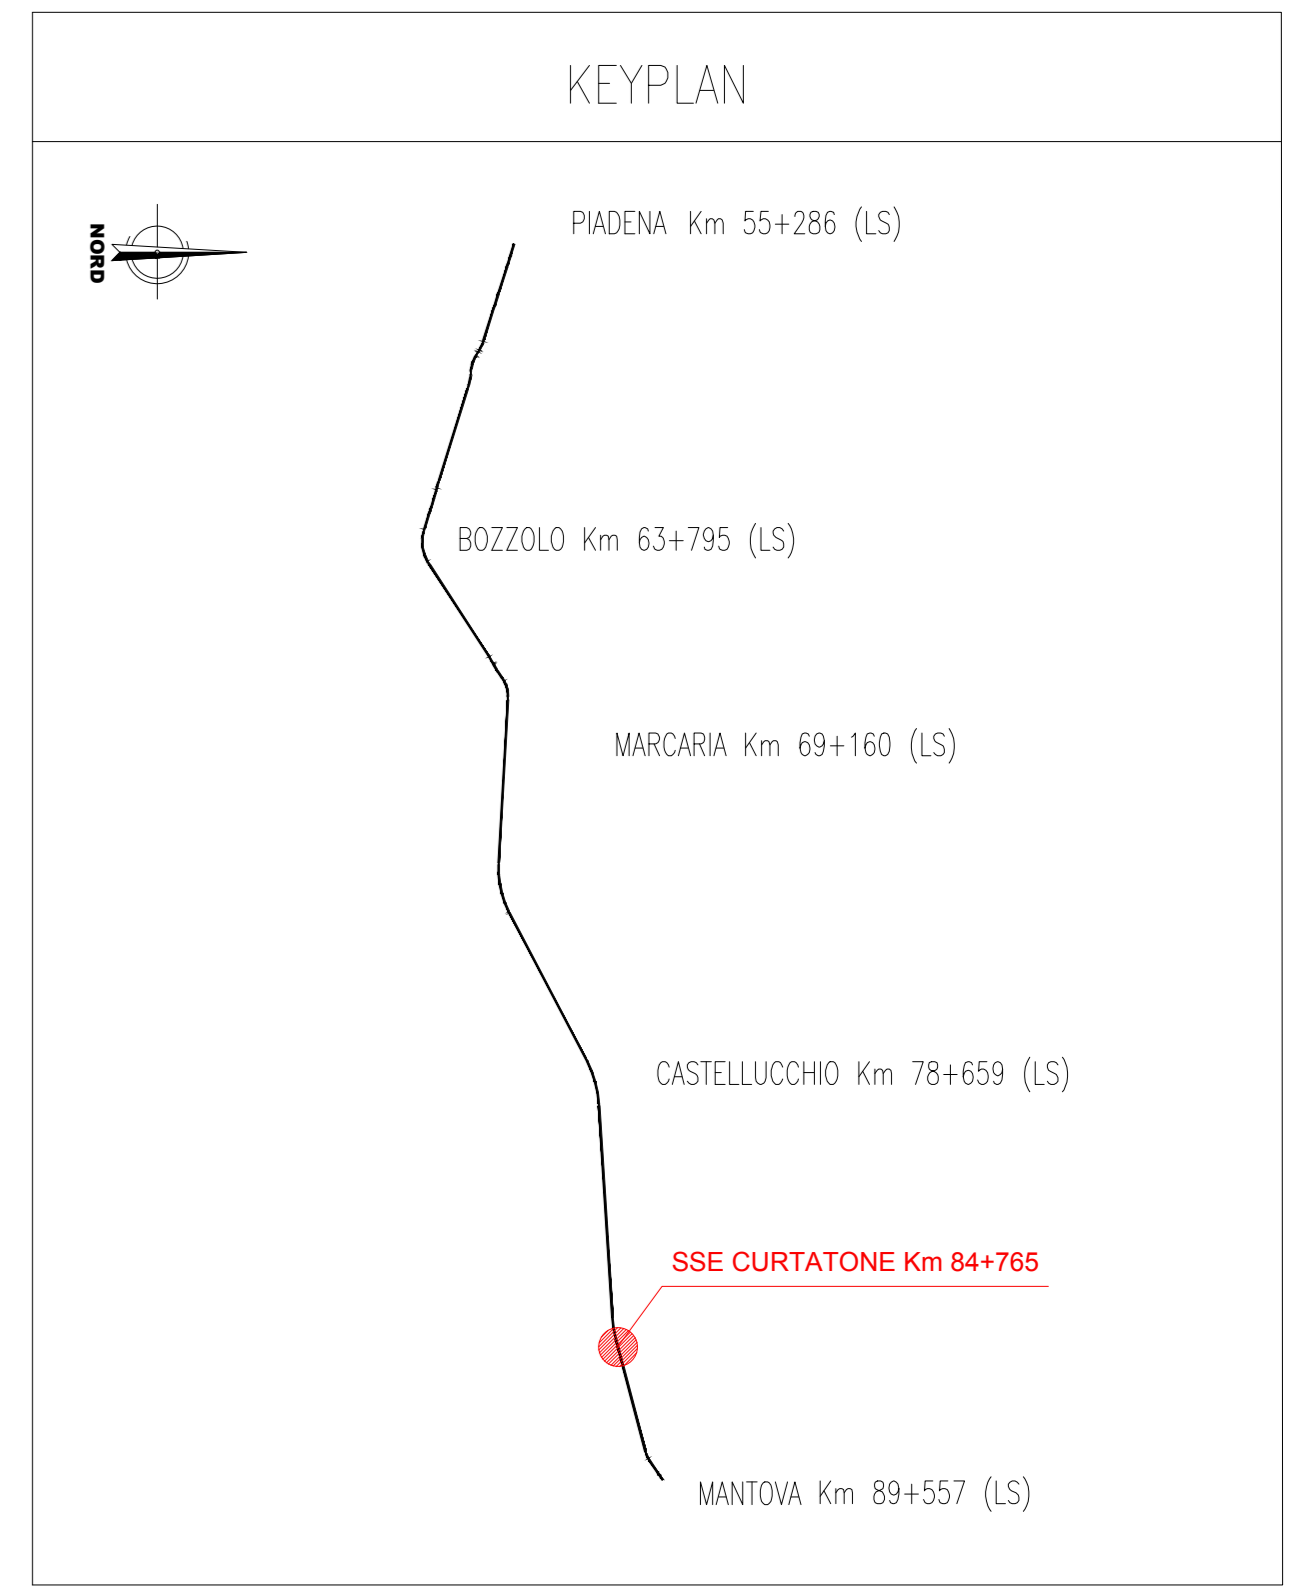 KEYPLAN
NORD
PIADENA Km 55+286 (LS)
BOZZOLO Km 63+795 (LS)
MARCARIA Km 69+160 (LS)
CASTELLUCCHIO Km 78+659 (LS)
SSE CURTATONE Km 84+765
MANTOVA Km 89+557 (LS)